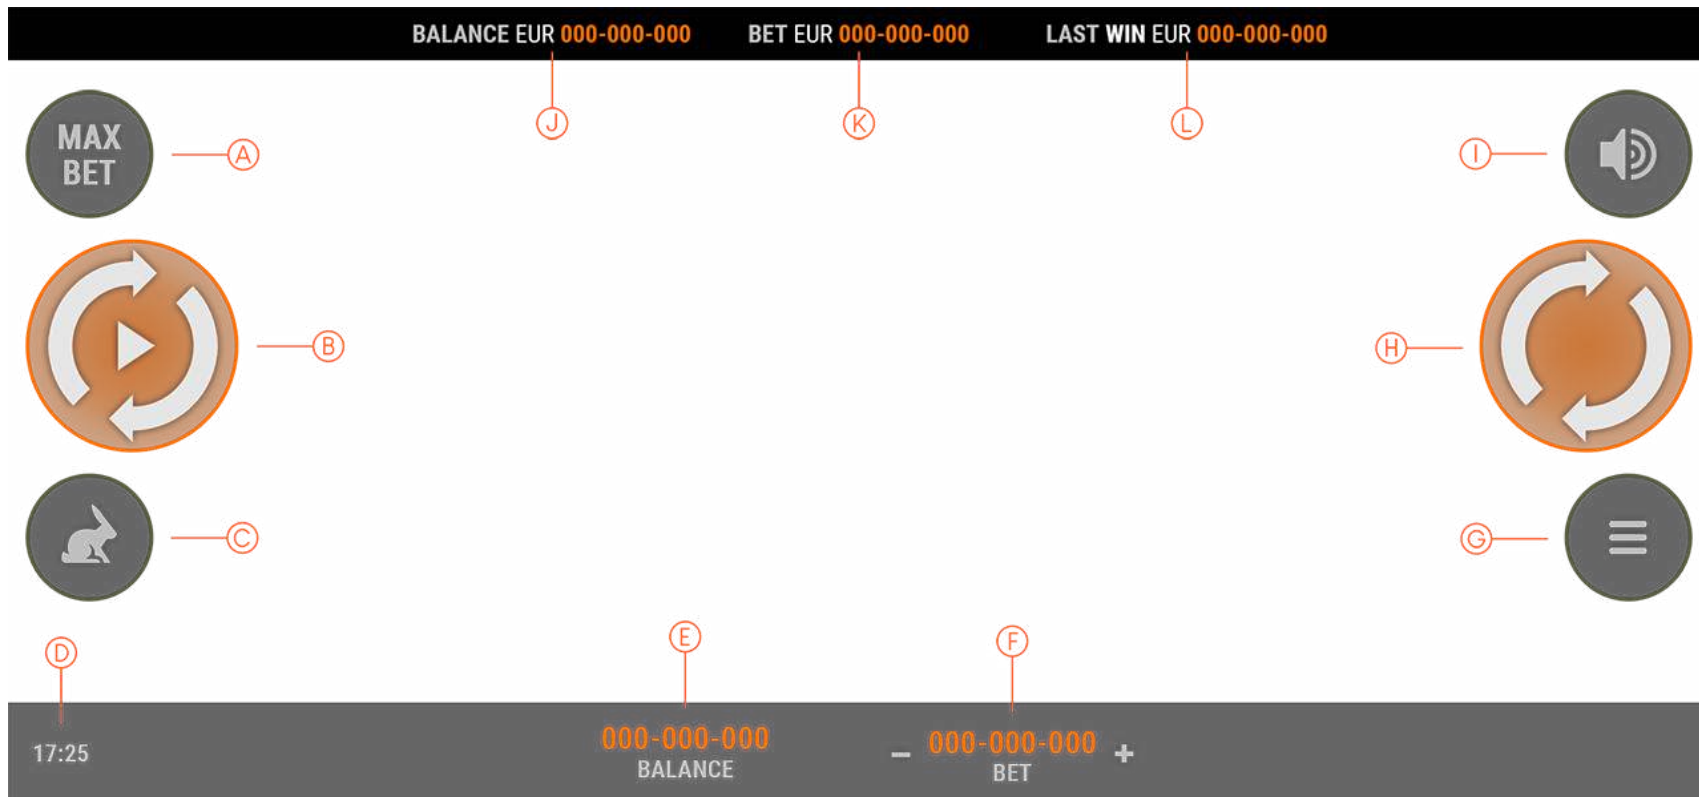 BALANCE EUR 000-000-000 BET EUR 000-000-000 LAST WIN EUR 000-000-000
J K L
MAX
BET
A
I
B
H
C
G
D
E
F
17:25
000-000-000
BALANCE
– 000-000-000 +
BET